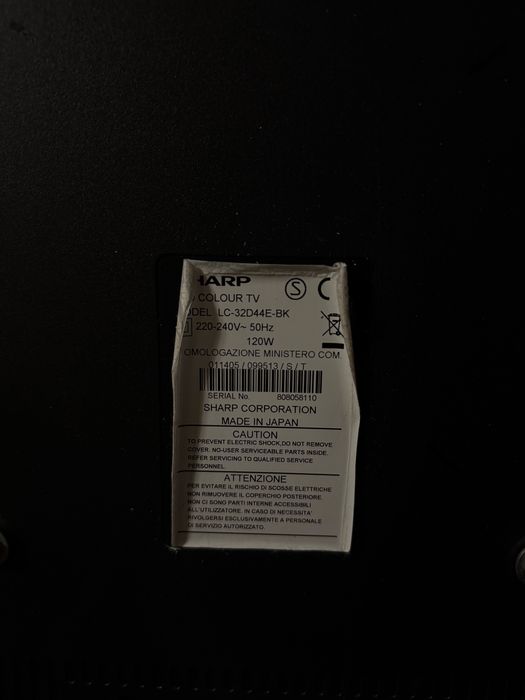 HARP
COLOUR TV
DEL LC-32D44E-BK
220-240V~ 50Hz
120W
OMOLOGAZIONE MINISTERO COM.
011405 / 099513 / S / T
SERIAL No. 808058110
SHARP CORPORATION
MADE IN JAPAN
CAUTION
TO PREVENT ELECTRIC SHOCK,DO NOT REMOVE
COVER. NO-USER SERVICEABLE PARTS INSIDE.
REFER SERVICING TO QUALIFIED SERVICE
PERSONNEL.
ATTENZIONE
PER EVITARE IL RISCHIO DI SCOSSE ELETTRICHE
NON RIMUOVERE IL COPERCHIO POSTERIORE.
NON CI SONO PARTI INTERNE ACCESSIBILI
ALL'UTILIZZATORE. IN CASO DI NECESSITA'
RIVOLGERSI ESCLUSIVAMENTE A PERSONALE
DI SERVIZIO AUTORIZZATO.